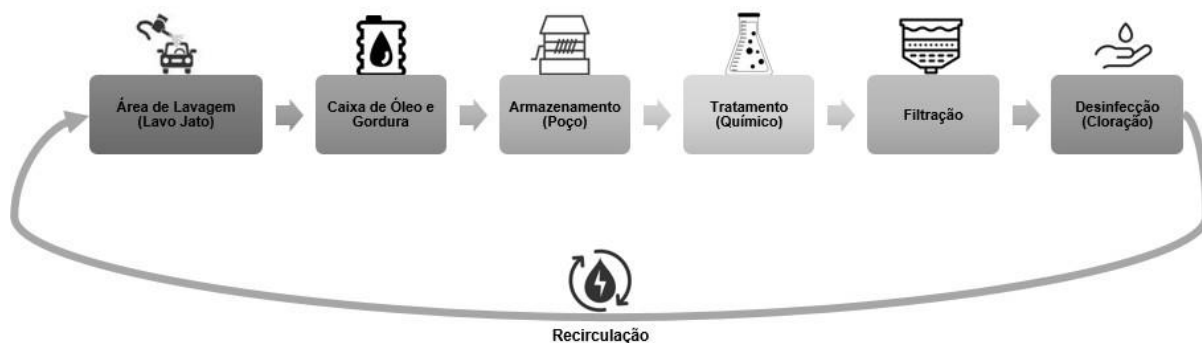 Área de Lavagem
(Lavo Jato)
Caixa de Óleo e
Gordura
Armazenamento
(Poço)
Tratamento
(Químico)
Filtração
Desinfecção
(Cloração)
Recirculação